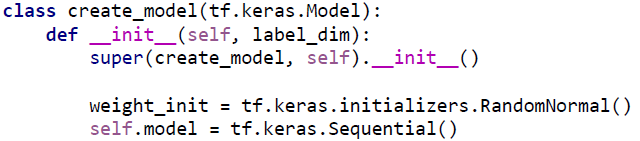 class create_model(tf.keras.Model):
    def __init__(self, label_dim):
        super(create_model, self).__init__()

        weight_init = tf.keras.initializers.RandomNormal()
        self.model = tf.keras.Sequential()